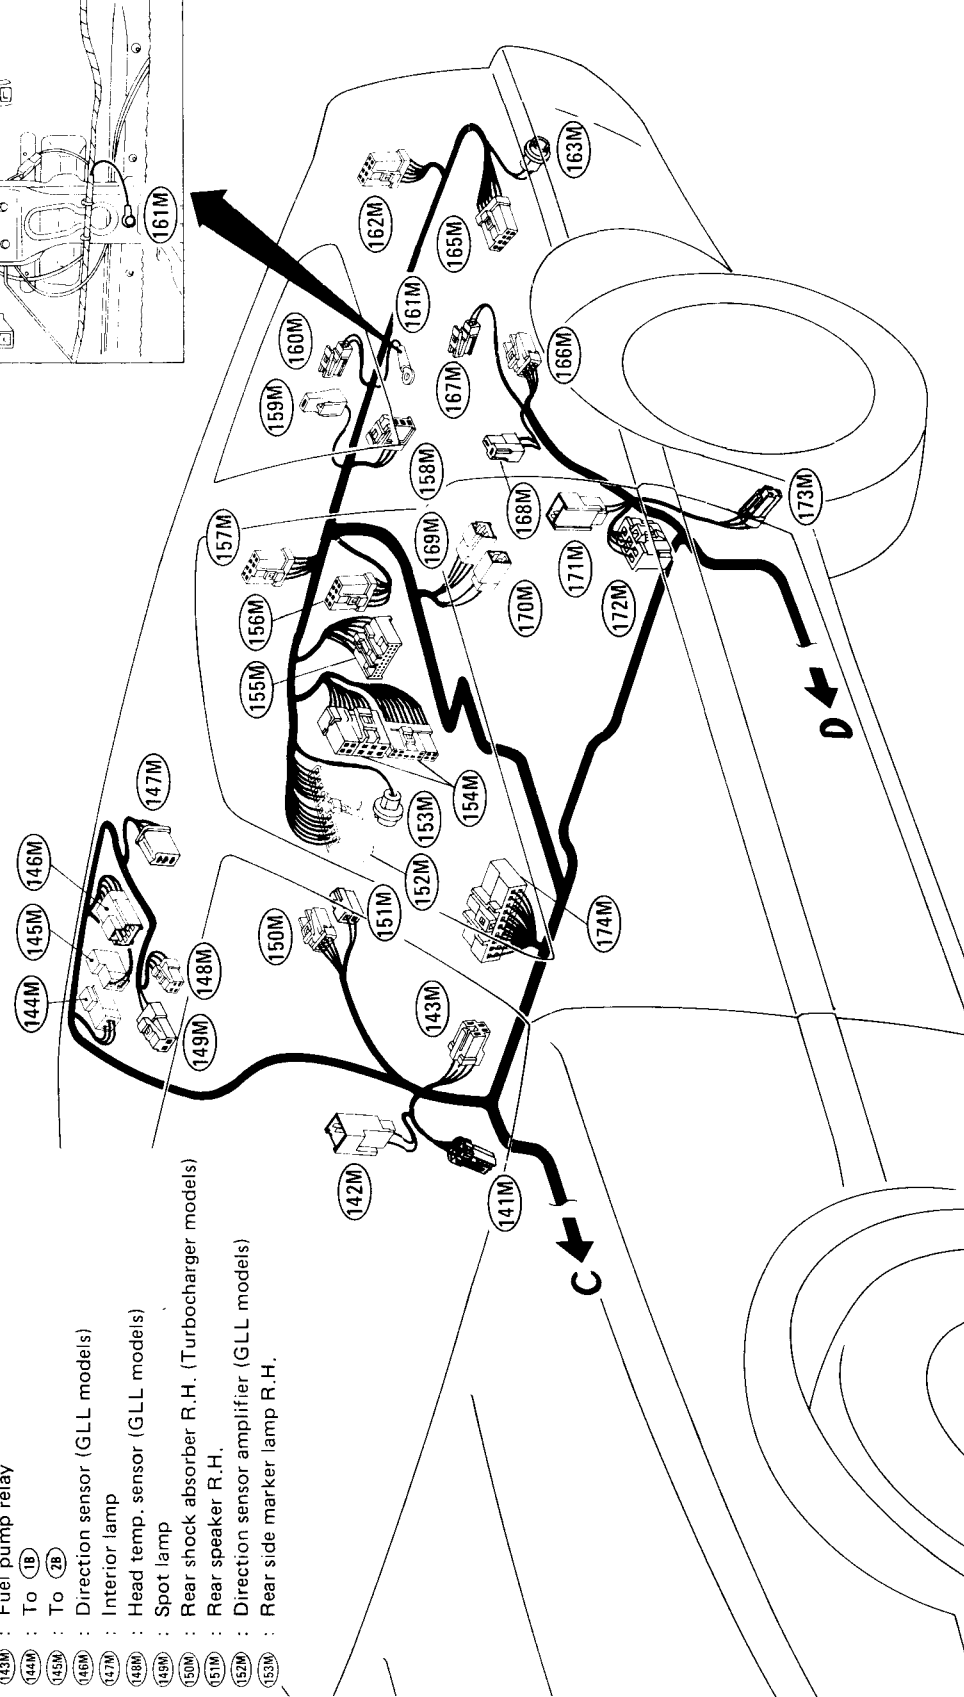 143M : Fuel pump relay
144M : To 1B
145M : To 2B
146M : Direction sensor (GLL models)
147M : Interior lamp
148M : Head temp. sensor (GLL models)
149M : Spot lamp
150M : Rear shock absorber R.H. (Turbocharger models)
151M : Rear speaker R.H.
152M : Direction sensor amplifier (GLL models)
153M : Rear side marker lamp R.H.
144M
145M
146M
147M
148M
149M
150M
151M
152M
153M
154M
155M
156M
157M
158M
159M
160M
161M
161M
162M
163M
165M
166M
167M
168M
169M
170M
171M
172M
173M
174M
143M
142M
141M
C
D